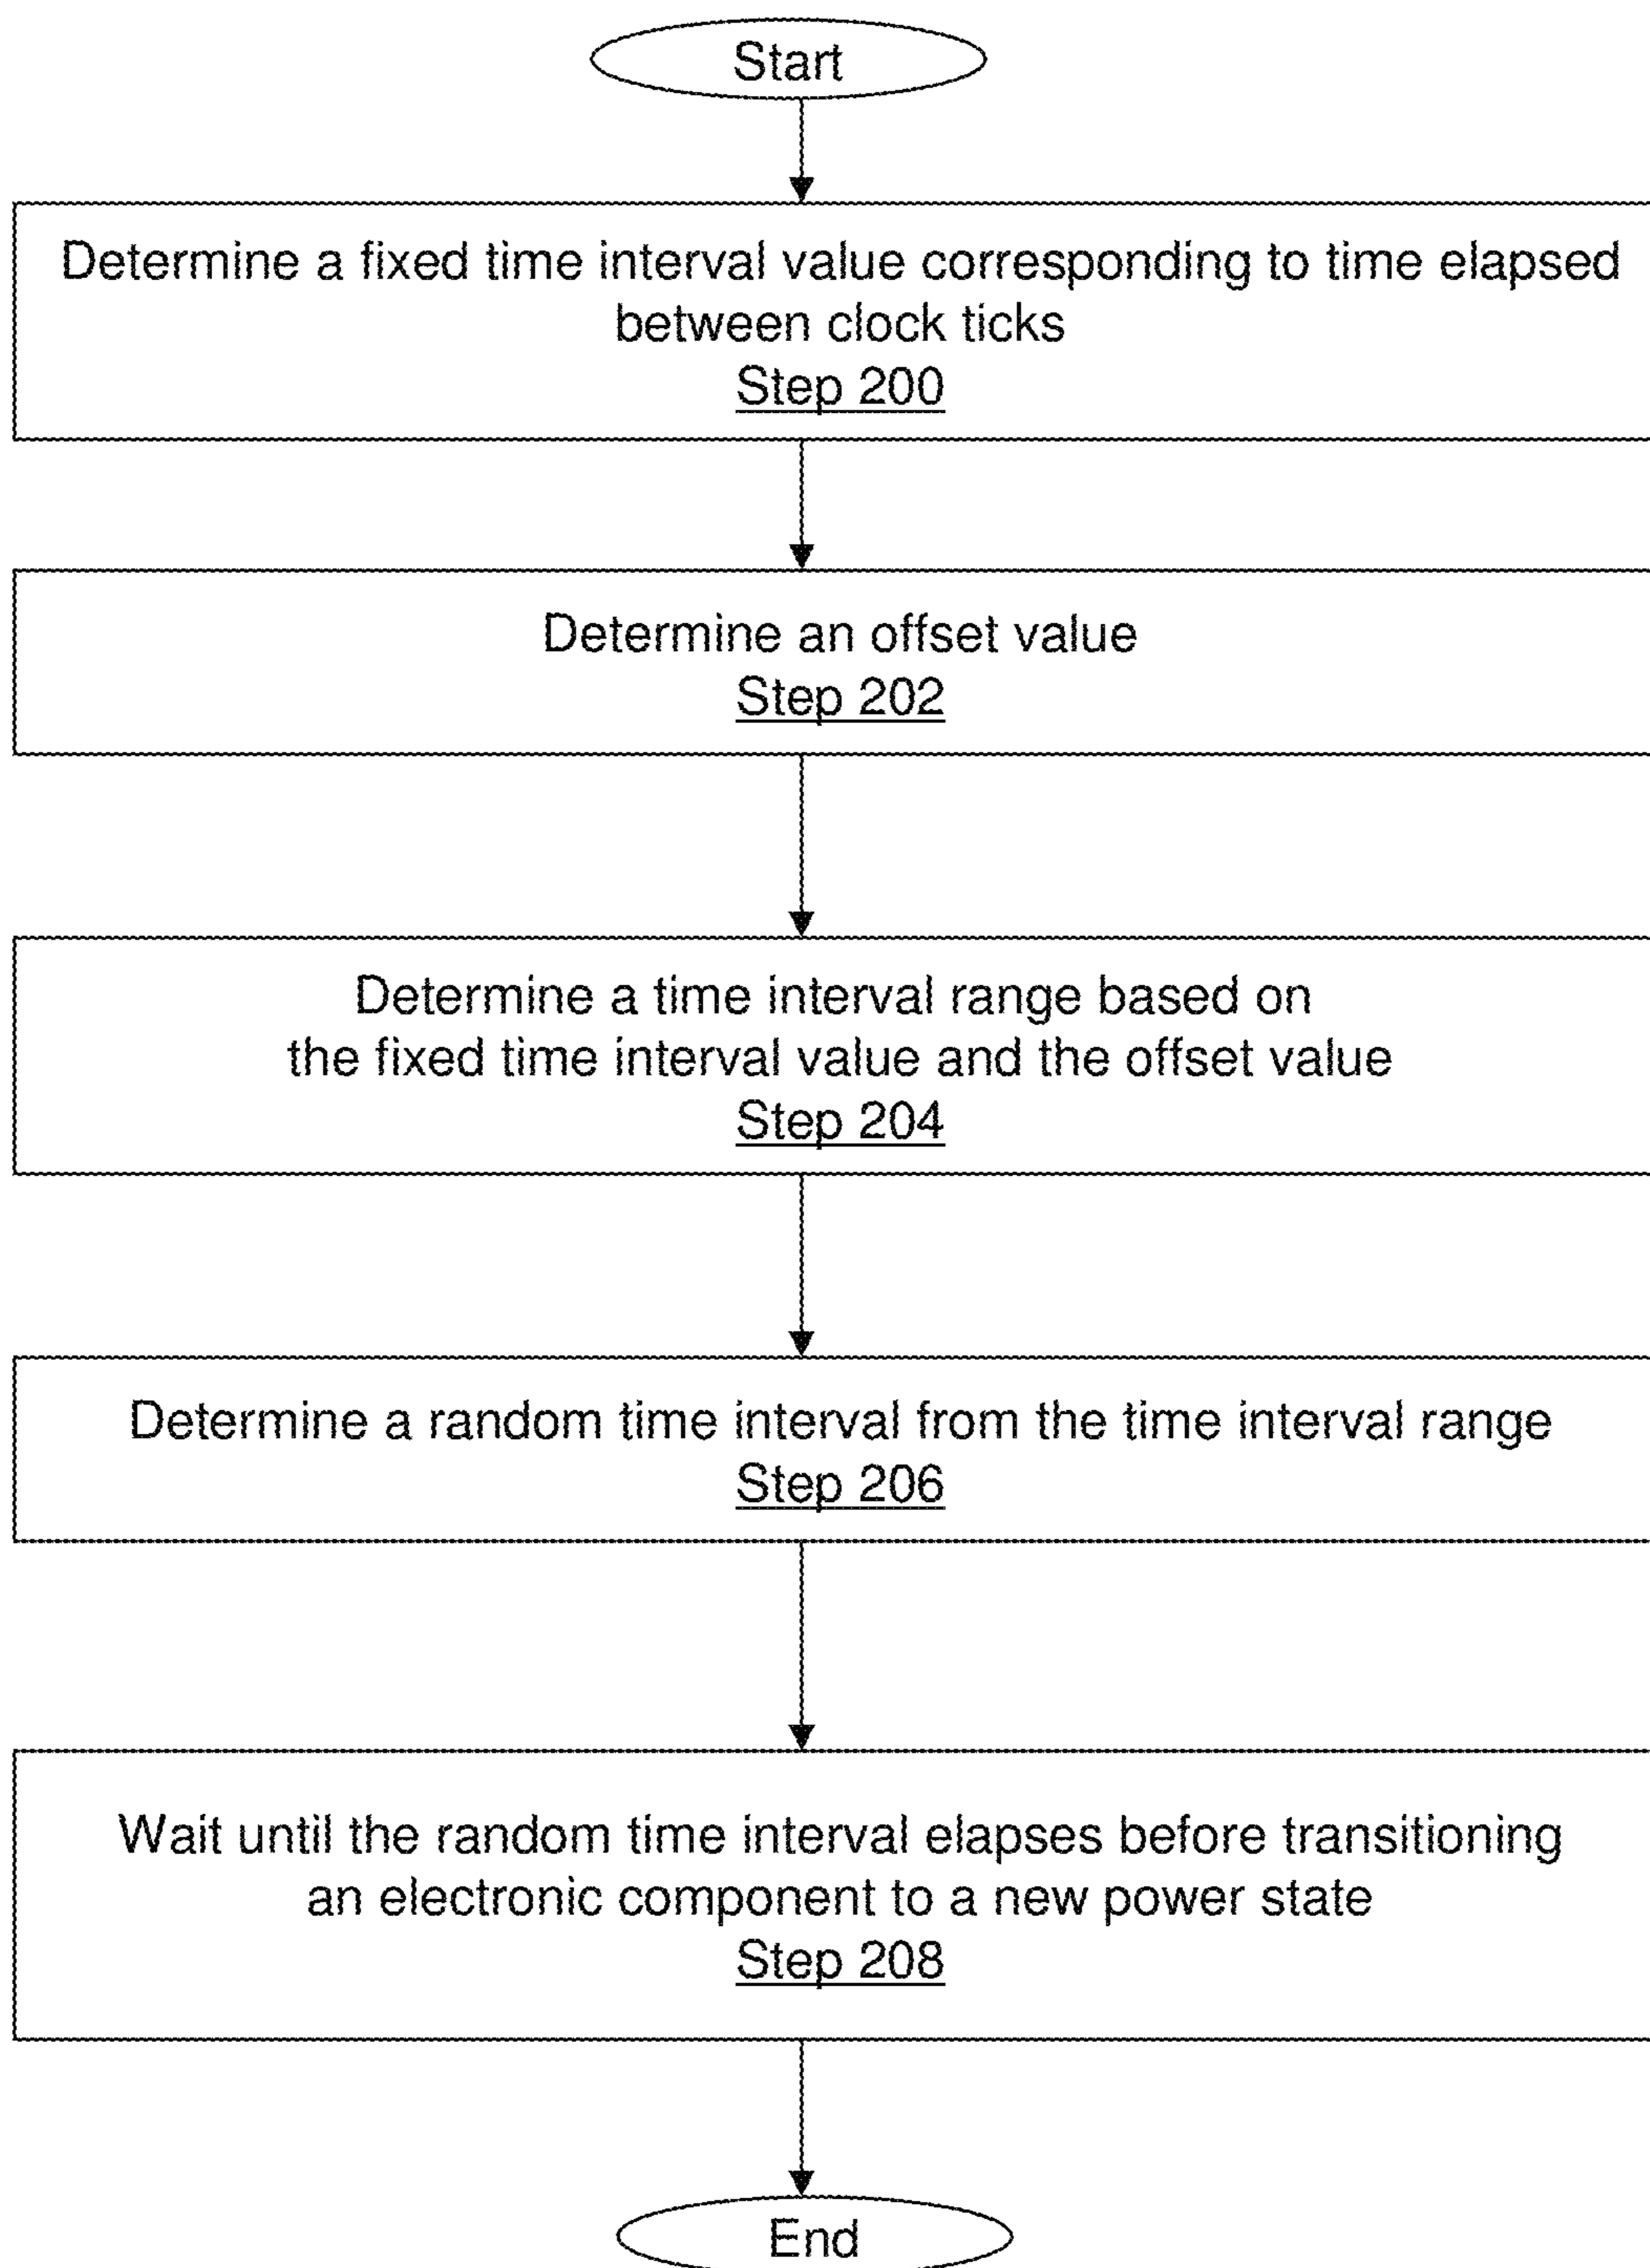 Start
Determine a fixed time interval value corresponding to time elapsed
between clock ticks
Step 200
Determine an offset value
Step 202
Determine a time interval range based on
the fixed time interval value and the offset value
Step 204
Determine a random time interval from the time interval range
Step 206
Wait until the random time interval elapses before transitioning
an electronic component to a new power state
Step 208
End